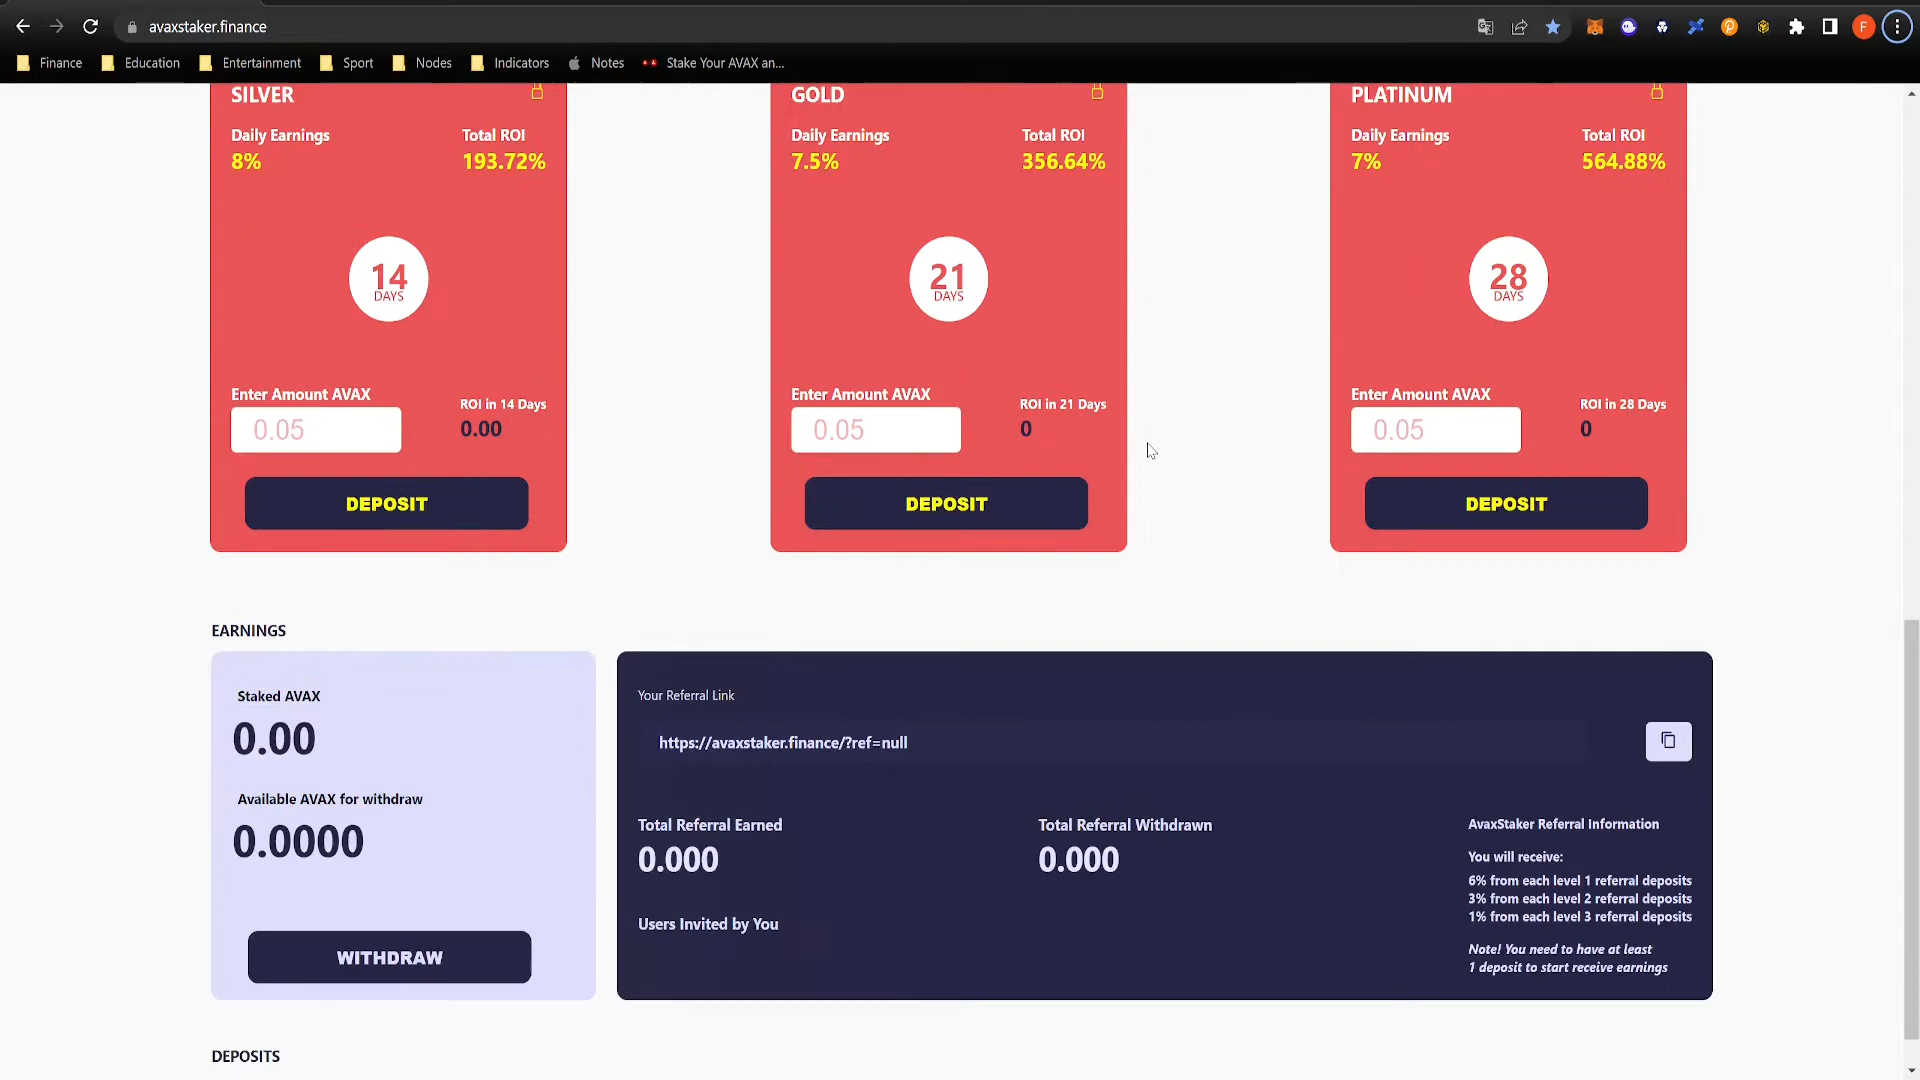 avaxstaker.finance
Finance
Education
Entertainment
Sport
Nodes
Indicators
Notes
Stake Your AVAX an...
F
SILVER
Daily Earnings
Total ROI
8%
193.72%
14
DAYS
Enter Amount AVAX
ROI in 14 Days
0.05
0.00
DEPOSIT
GOLD
Daily Earnings
Total ROI
7.5%
356.64%
21
DAYS
Enter Amount AVAX
ROI in 21 Days
0.05
0
DEPOSIT
PLATINUM
Daily Earnings
Total ROI
7%
564.88%
28
DAYS
Enter Amount AVAX
ROI in 28 Days
0.05
0
DEPOSIT
EARNINGS
Staked AVAX
0.00
Available AVAX for withdraw
0.0000
WITHDRAW
Your Referral Link
https://avaxstaker.finance/?ref=null
Total Referral Earned
0.000
Total Referral Withdrawn
0.000
Users Invited by You
AvaxStaker Referral Information
You will receive:
6% from each level 1 referral deposits
3% from each level 2 referral deposits
1% from each level 3 referral deposits
Note! You need to have at least
1 deposit to start receive earnings
DEPOSITS